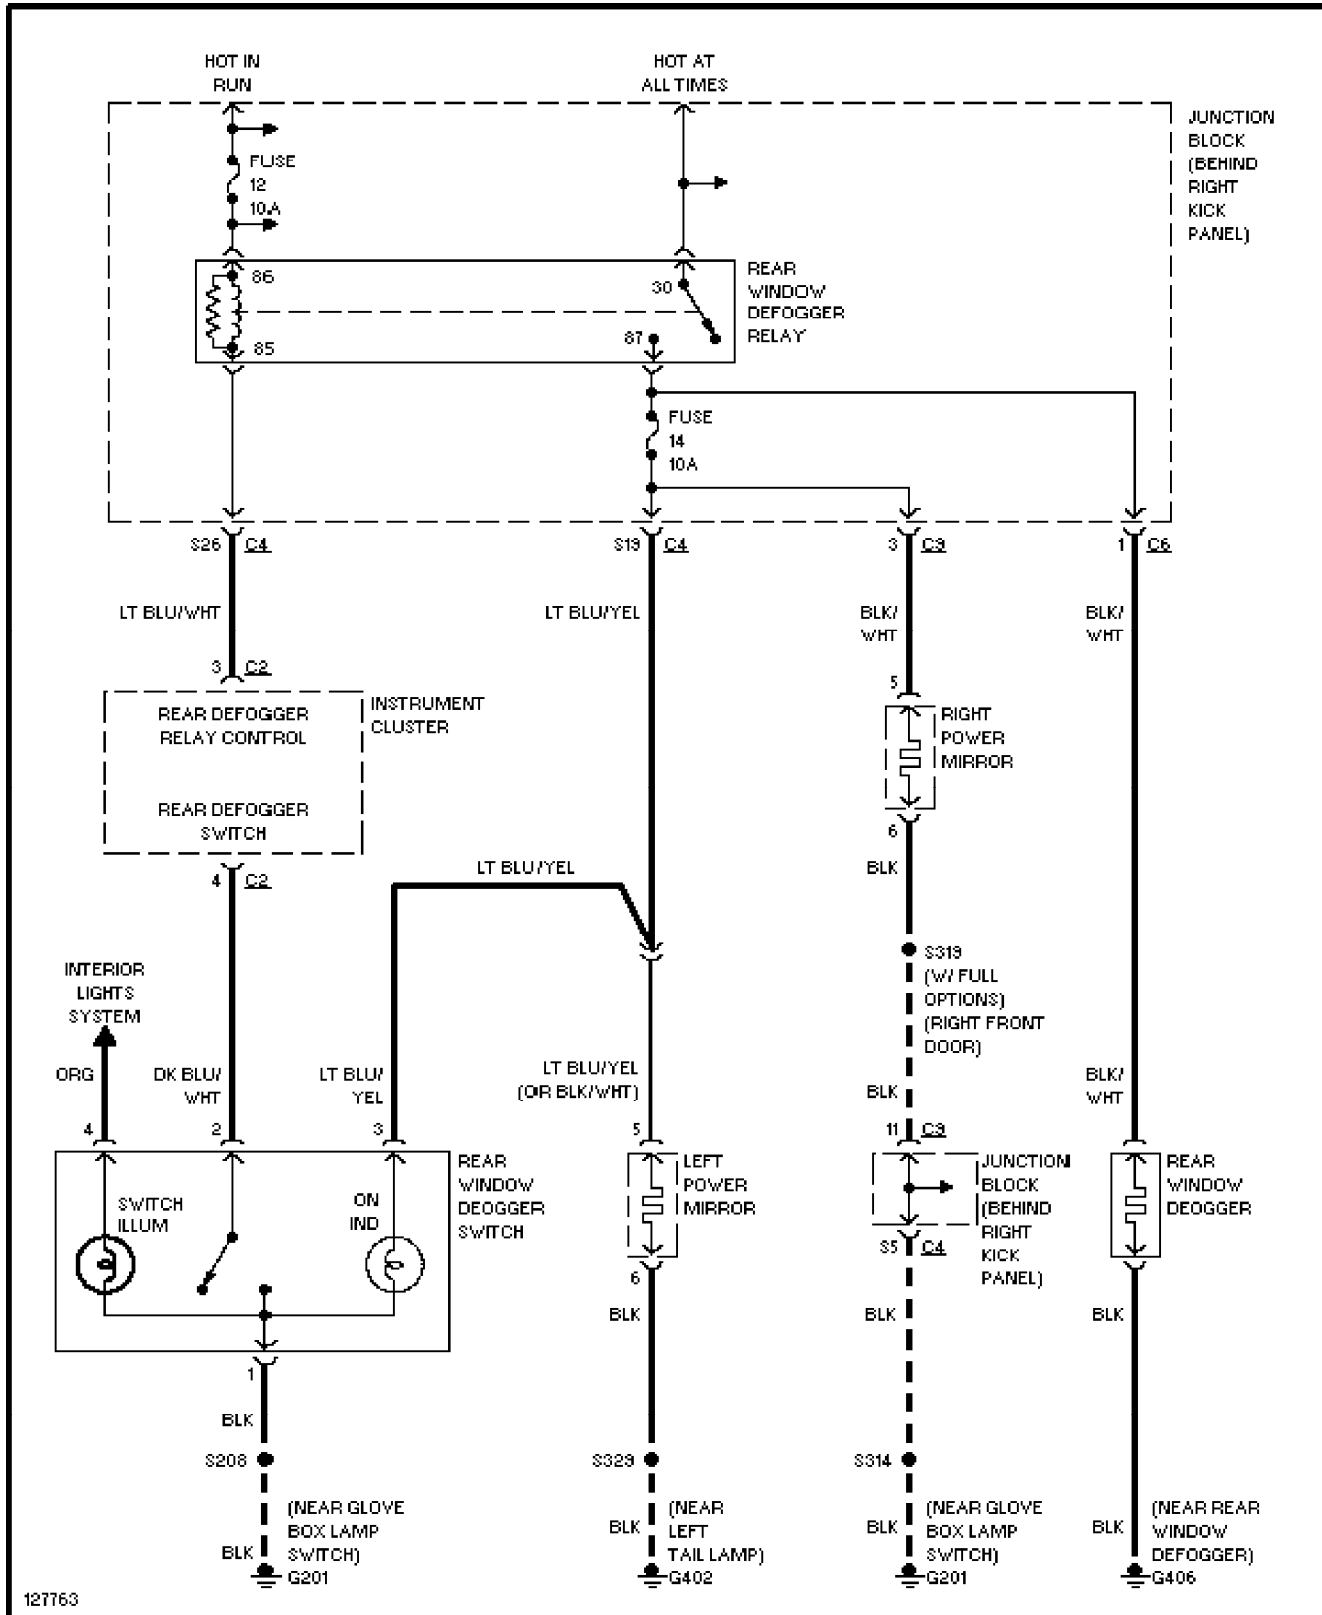 HOT IN
RUN
HOT AT
ALL TIMES
JUNCTION
BLOCK
(BEHIND
RIGHT
KICK
PANEL)
FUSE
12
10A
86
85
30
87
REAR
WINDOW
DEFOGGER
RELAY
FUSE
14
10A
S26 C4
S19 C4
3 C9
1 C6
LT BLU/WHT
LT BLU/YEL
BLK/
WHT
BLK/
WHT
3 C2
5
REAR DEFOGGER
RELAY CONTROL
REAR DEFOGGER
SWITCH
INSTRUMENT
CLUSTER
RIGHT
POWER
MIRROR
6
BLK
4 C2
LT BLU/YEL
S319
(W/ FULL
OPTIONS)
(RIGHT FRONT
DOOR)
INTERIOR
LIGHTS
SYSTEM
ORG
DK BLU/
WHT
LT BLU/
YEL
LT BLU/YEL
(OR BLK/WHT)
BLK
BLK/
WHT
4
2
3
5
11 C9
SWITCH
ILLUM
ON
IND
REAR
WINDOW
DEOGGER
SWITCH
LEFT
POWER
MIRROR
JUNCTION
BLOCK
(BEHIND
RIGHT
KICK
PANEL)
REAR
WINDOW
DEOGGER
S5 C4
6
BLK
BLK
BLK
1
BLK
S208
S329
S314
(NEAR GLOVE
BOX LAMP
SWITCH)
BLK
G201
(NEAR
LEFT
TAIL LAMP)
BLK
G402
(NEAR GLOVE
BOX LAMP
SWITCH)
BLK
G201
(NEAR REAR
WINDOW
DEFOGGER)
BLK
G406
127763